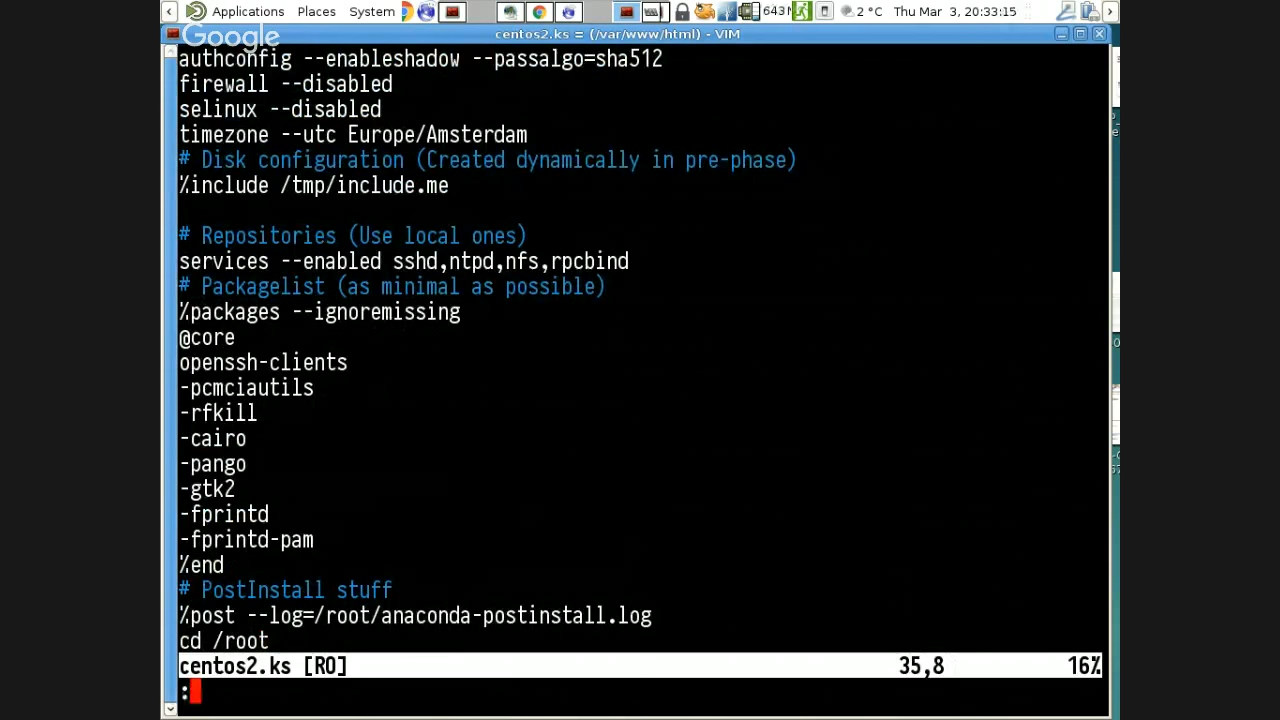 Applications Places System 643M 2 °C Thu Mar 3, 20:33:15
Google
centos2.ks = (/var/www/html) - VIM
authconfig --enableshadow --passalgo=sha512
firewall --disabled
selinux --disabled
timezone --utc Europe/Amsterdam
# Disk configuration (Created dynamically in pre-phase)
%include /tmp/include.me
# Repositories (Use local ones)
services --enabled sshd,ntpd,nfs,rpcbind
# Packagelist (as minimal as possible)
%packages --ignoremissing
@core
openssh-clients
-pcmciautils
-rfkill
-cairo
-pango
-gtk2
-fprintd
-fprintd-pam
%end
# PostInstall stuff
%post --log=/root/anaconda-postinstall.log
cd /root
centos2.ks [RO] 35,8 16%
: